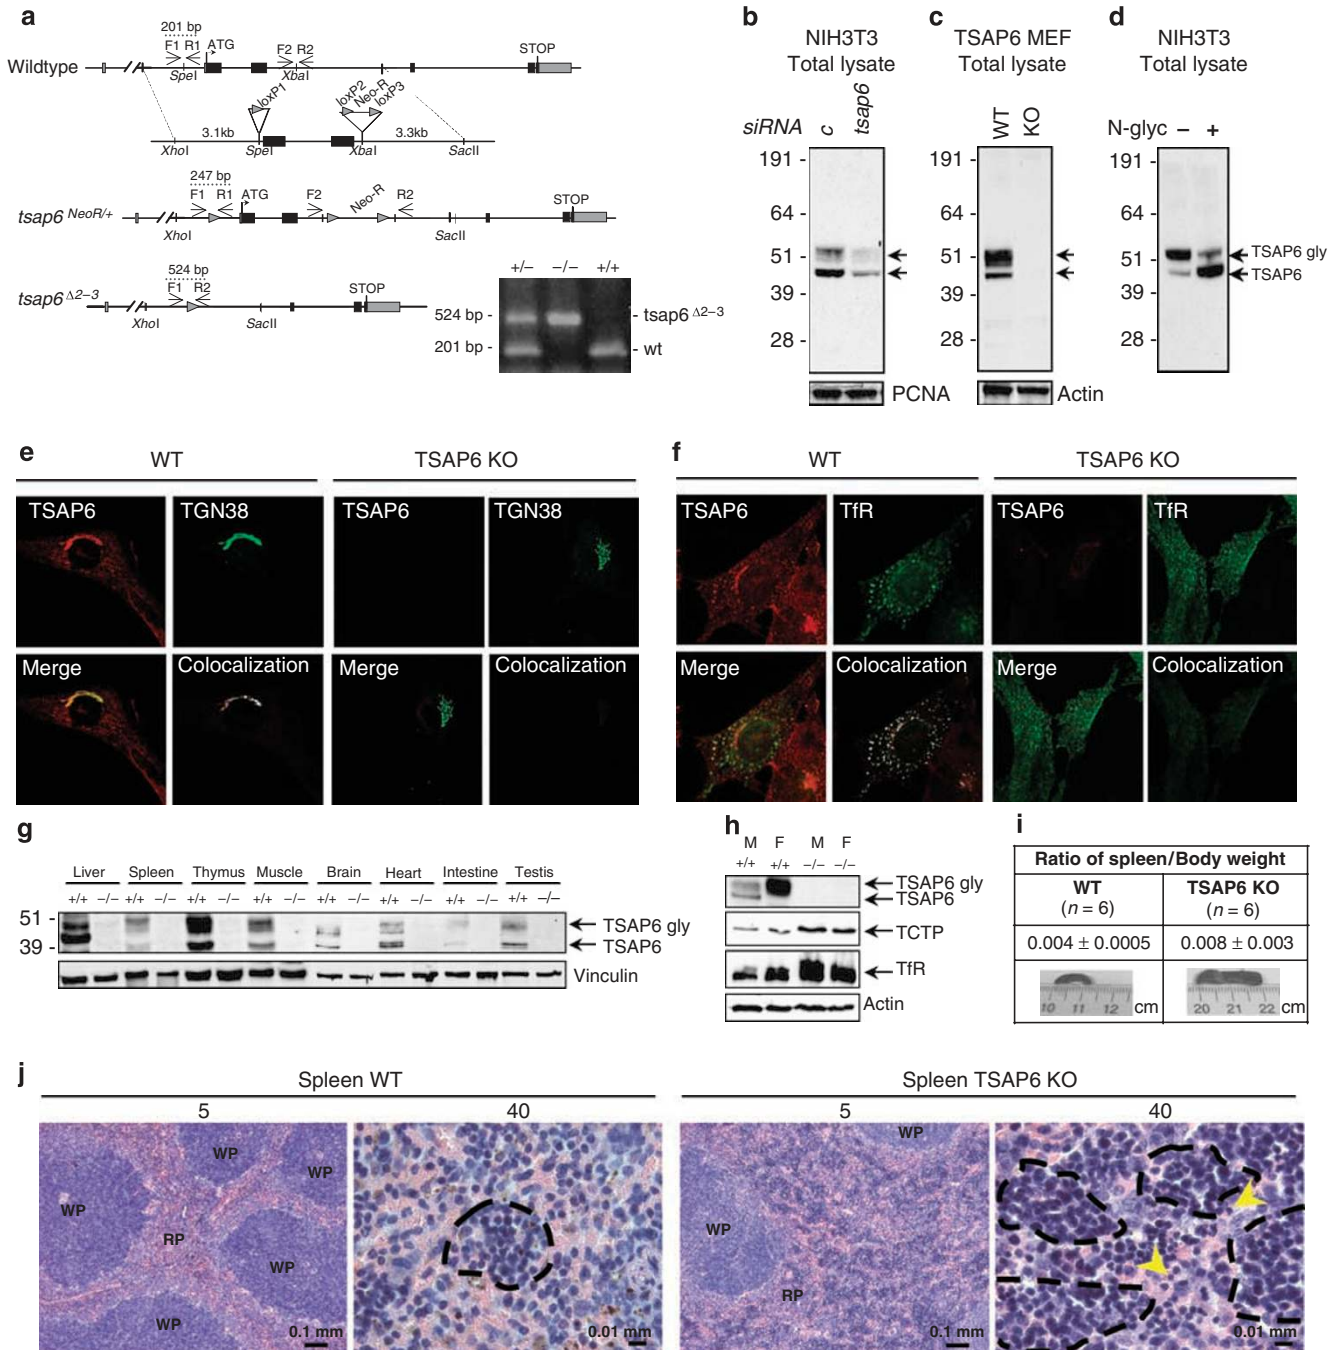 a
201 bp
F1 R1 ATG F2 R2 STOP
Wildtype
SpeI XbaI
loxP1 loxP2 Neo-R loxP3
3.1kb 3.3kb
XhoI SpeI XbaI SacII
247 bp
F1 R1 ATG F2 Neo-R R2 STOP
tsap6 NeoR/+
XhoI SacII
524 bp
F1 R2 STOP
tsap6 Δ2–3
XhoI SacII
+/– –/– +/+
524 bp - - tsap6 Δ2–3
201 bp - - wt
b
NIH3T3
Total lysate
siRNA c tsap6
191 -
64 -
51 -
39 -
28 -
PCNA
c
TSAP6 MEF
Total lysate
WT KO
191 -
64 -
51 -
39 -
28 -
Actin
d
NIH3T3
Total lysate
N-glyc – +
191 -
64 -
51 -
39 -
28 -
TSAP6 gly
TSAP6
e
WT TSAP6 KO
TSAP6 TGN38 TSAP6 TGN38
Merge Colocalization Merge Colocalization
f
WT TSAP6 KO
TSAP6 TfR TSAP6 TfR
Merge Colocalization Merge Colocalization
g
Liver Spleen Thymus Muscle Brain Heart Intestine Testis
+/+ –/– +/+ –/– +/+ –/– +/+ –/– +/+ –/– +/+ –/– +/+ –/– +/+ –/–
51 -
39 -
TSAP6 gly
TSAP6
Vinculin
h
M F M F
+/+ +/+ –/– –/–
TSAP6 gly
TSAP6
TCTP
TfR
Actin
i
Ratio of spleen/Body weight
WT TSAP6 KO
(n = 6) (n = 6)
0.004 ± 0.0005 0.008 ± 0.003
10 11 12 cm 20 21 22 cm
j
Spleen WT Spleen TSAP6 KO
5 40 5 40
WP WP WP WP WP RP 0.1 mm
0.01 mm
WP WP RP 0.1 mm
0.01 mm